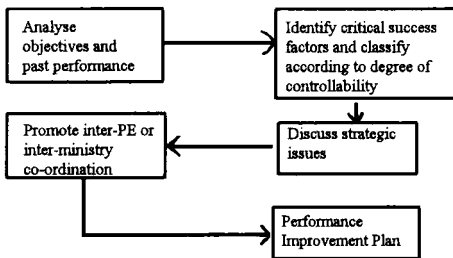 Analyse
objectives and
past performance
Identify critical success
factors and classify
according to degree of
controllability
Discuss strategic
issues
Promote inter-PE or
inter-ministry
co-ordination
Performance
Improvement Plan